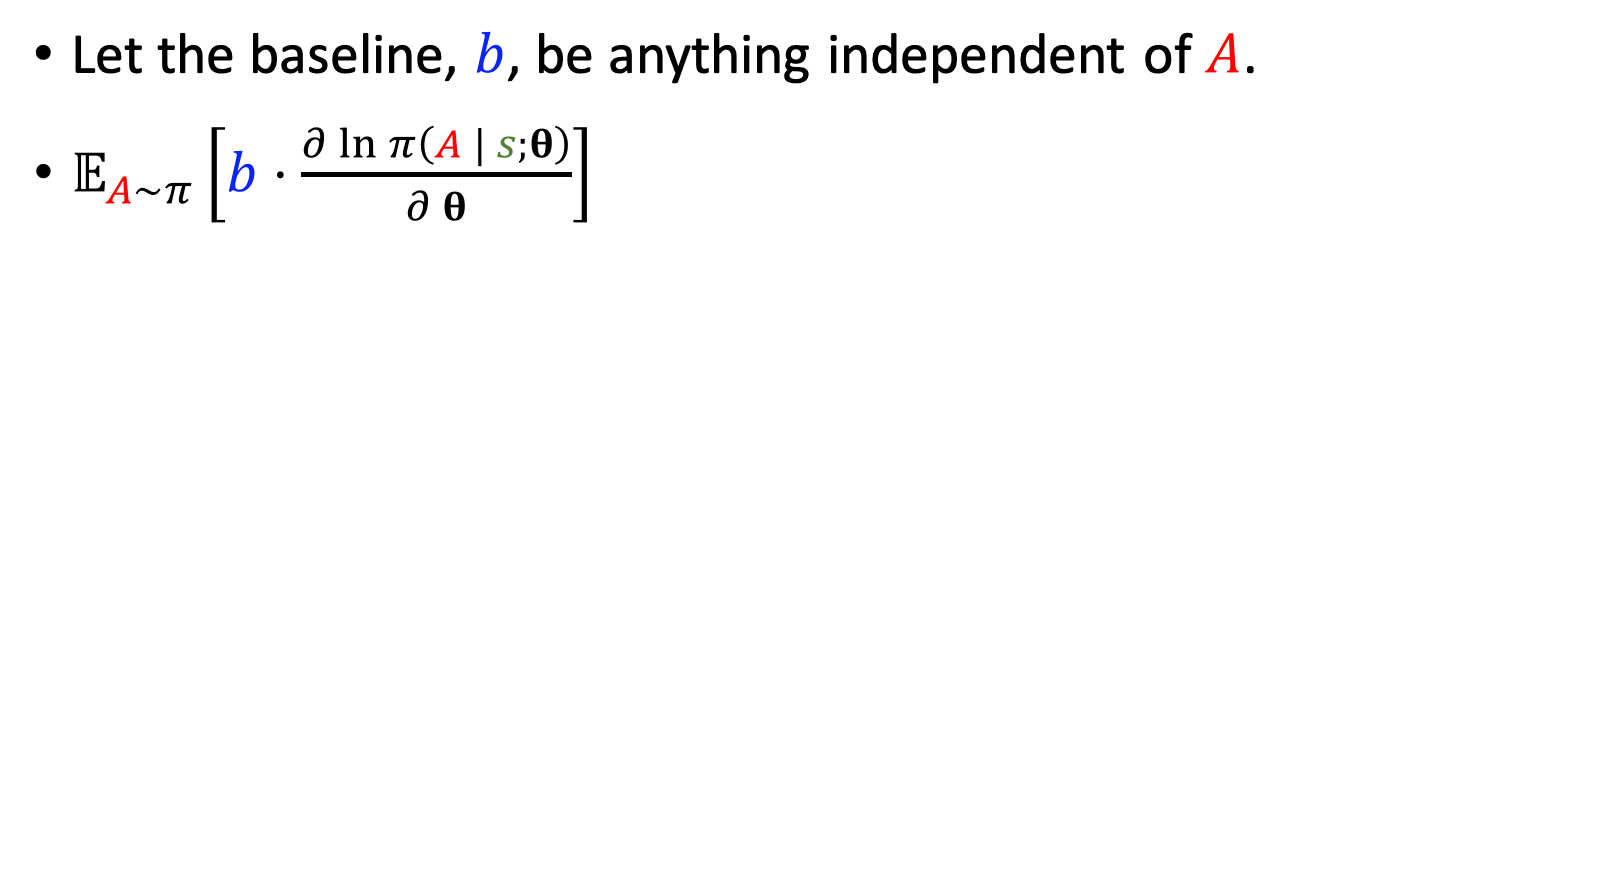 • Let the baseline, b, be anything independent of A.
• 𝔼_{A∼π} [b · ∂ ln π(A | s;θ) / ∂ θ]